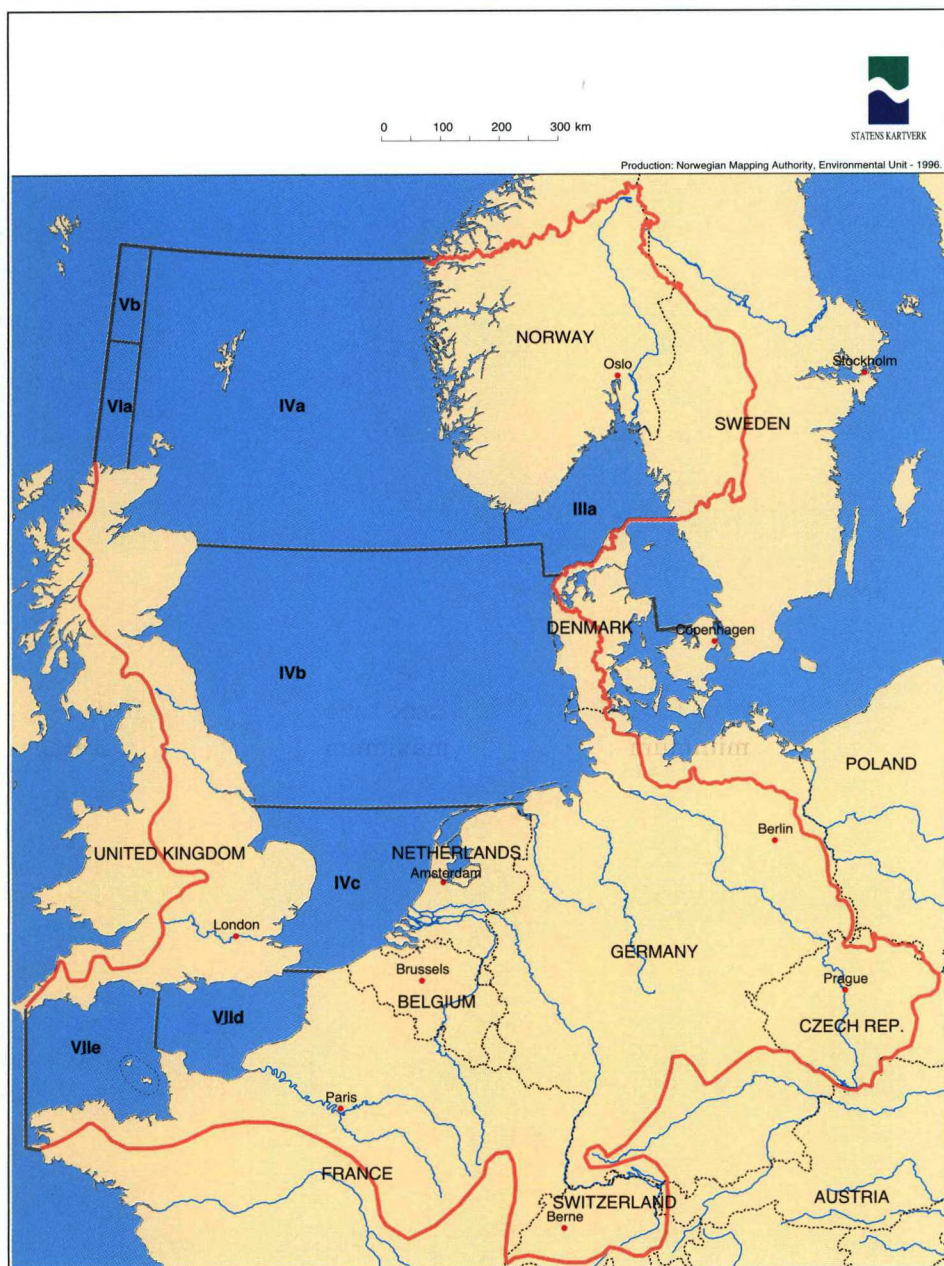 0 100 200 300 km
STATENS KARTVERK
Production: Norwegian Mapping Authority, Environmental Unit - 1996.
Vb
NORWAY
Oslo
Stockholm
VIa
IVa
SWEDEN
IIIa
DENMARK
Copenhagen
IVb
minimum
maximum
POLAND
Berlin
UNITED KINGDOM
NETHERLANDS
Amsterdam
IVc
London
GERMANY
Brussels
BELGIUM
Prague
VIId
CZECH REP.
VIIe
Paris
FRANCE
SWITZERLAND
AUSTRIA
Berne